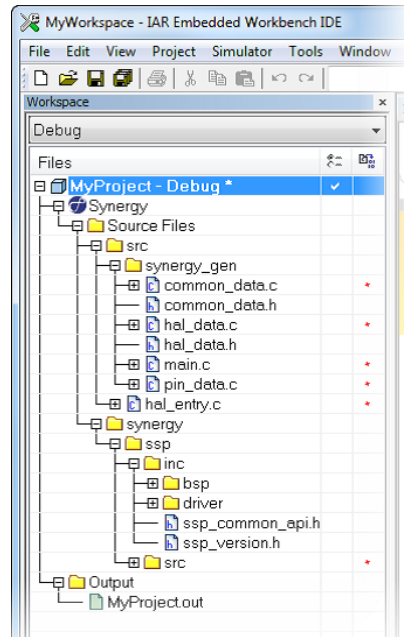 MyWorkspace - IAR Embedded Workbench IDE
File Edit View Project Simulator Tools Window
Workspace
Debug
Files
MyProject - Debug *
Synergy
Source Files
src
synergy_gen
common_data.c
common_data.h
hal_data.c
hal_data.h
main.c
pin_data.c
hal_entry.c
synergy
ssp
inc
bsp
driver
ssp_common_api.h
ssp_version.h
src
Output
MyProject.out